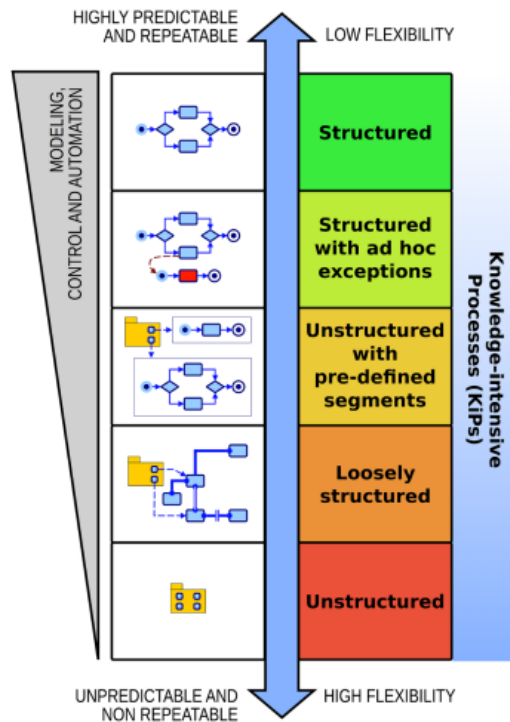 HIGHLY PREDICTABLE
AND REPEATABLE
LOW FLEXIBILITY
MODELING,
CONTROL AND AUTOMATION
Structured
Structured
with ad hoc
exceptions
Unstructured
with
pre-defined
segments
Loosely
structured
Unstructured
Knowledge-intensive
Processes (KiPs)
UNPREDICTABLE AND
NON REPEATABLE
HIGH FLEXIBILITY